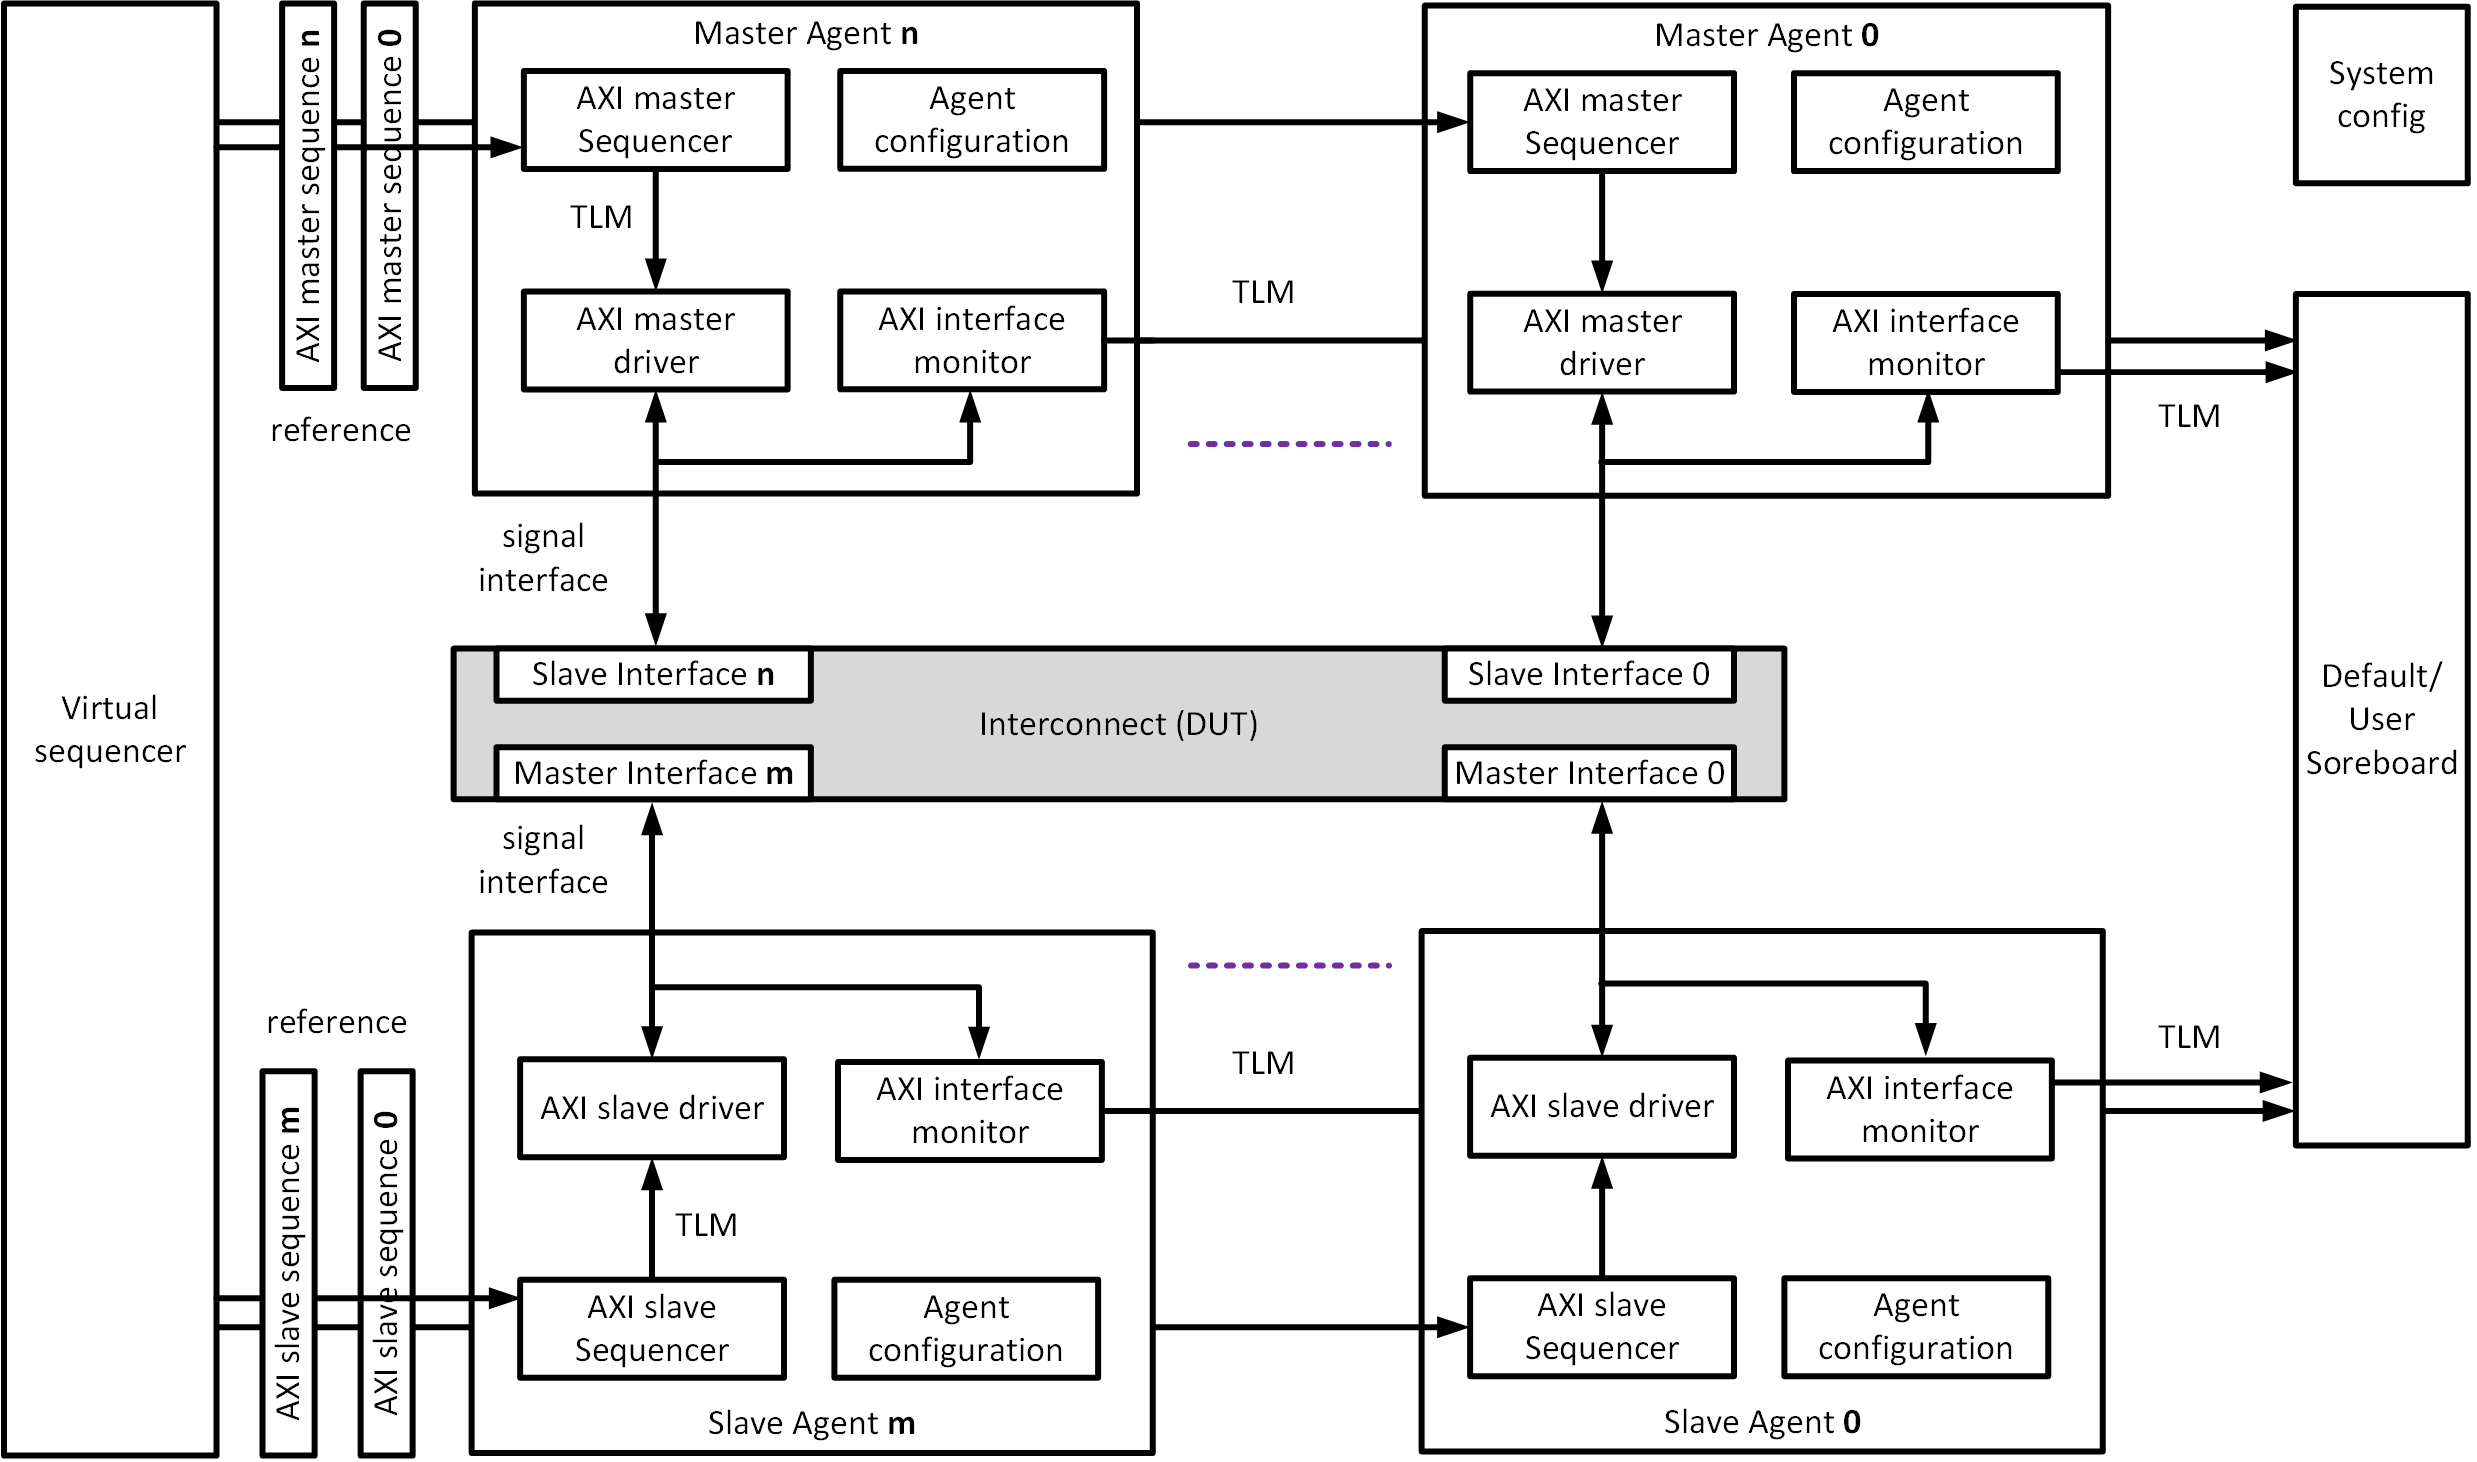 Virtual
sequencer
AXI master sequence n
AXI master sequence 0
reference
Master Agent n
AXI master
Sequencer
Agent
configuration
TLM
AXI master
driver
AXI interface
monitor
signal
interface
TLM
Master Agent 0
AXI master
Sequencer
Agent
configuration
AXI master
driver
AXI interface
monitor
TLM
System
config
Default/
User
Soreboard
Slave Interface n
Slave Interface 0
Interconnect (DUT)
Master Interface m
Master Interface 0
signal
interface
reference
AXI slave sequence m
AXI slave sequence 0
AXI slave driver
AXI interface
monitor
TLM
AXI slave
Sequencer
Agent
configuration
Slave Agent m
TLM
AXI slave driver
AXI interface
monitor
AXI slave
Sequencer
Agent
configuration
Slave Agent 0
TLM